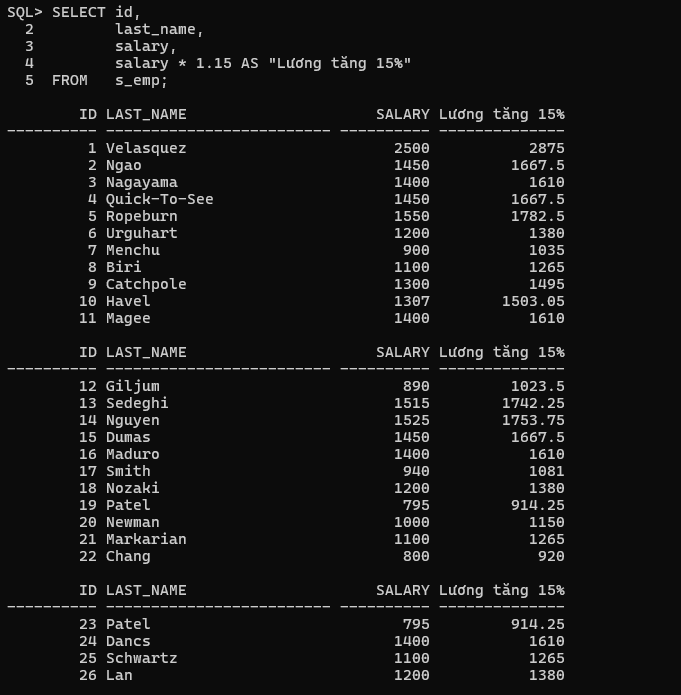 SQL> SELECT id,
  2         last_name,
  3         salary,
  4         salary * 1.15 AS "Lương tăng 15%"
  5  FROM   s_emp;

        ID LAST_NAME                     SALARY Lương tăng 15%
---------- ------------------------- ---------- --------------
         1 Velasquez                       2500           2875
         2 Ngao                            1450         1667.5
         3 Nagayama                        1400           1610
         4 Quick-To-See                    1450         1667.5
         5 Ropeburn                        1550         1782.5
         6 Urguhart                        1200           1380
         7 Menchu                           900           1035
         8 Biri                            1100           1265
         9 Catchpole                       1300           1495
        10 Havel                           1307        1503.05
        11 Magee                           1400           1610

        ID LAST_NAME                     SALARY Lương tăng 15%
---------- ------------------------- ---------- --------------
        12 Giljum                           890         1023.5
        13 Sedeghi                         1515        1742.25
        14 Nguyen                          1525        1753.75
        15 Dumas                           1450         1667.5
        16 Maduro                          1400           1610
        17 Smith                            940           1081
        18 Nozaki                          1200           1380
        19 Patel                            795         914.25
        20 Newman                          1000           1150
        21 Markarian                       1100           1265
        22 Chang                            800            920

        ID LAST_NAME                     SALARY Lương tăng 15%
---------- ------------------------- ---------- --------------
        23 Patel                            795         914.25
        24 Dancs                           1400           1610
        25 Schwartz                        1100           1265
        26 Lan                             1200           1380